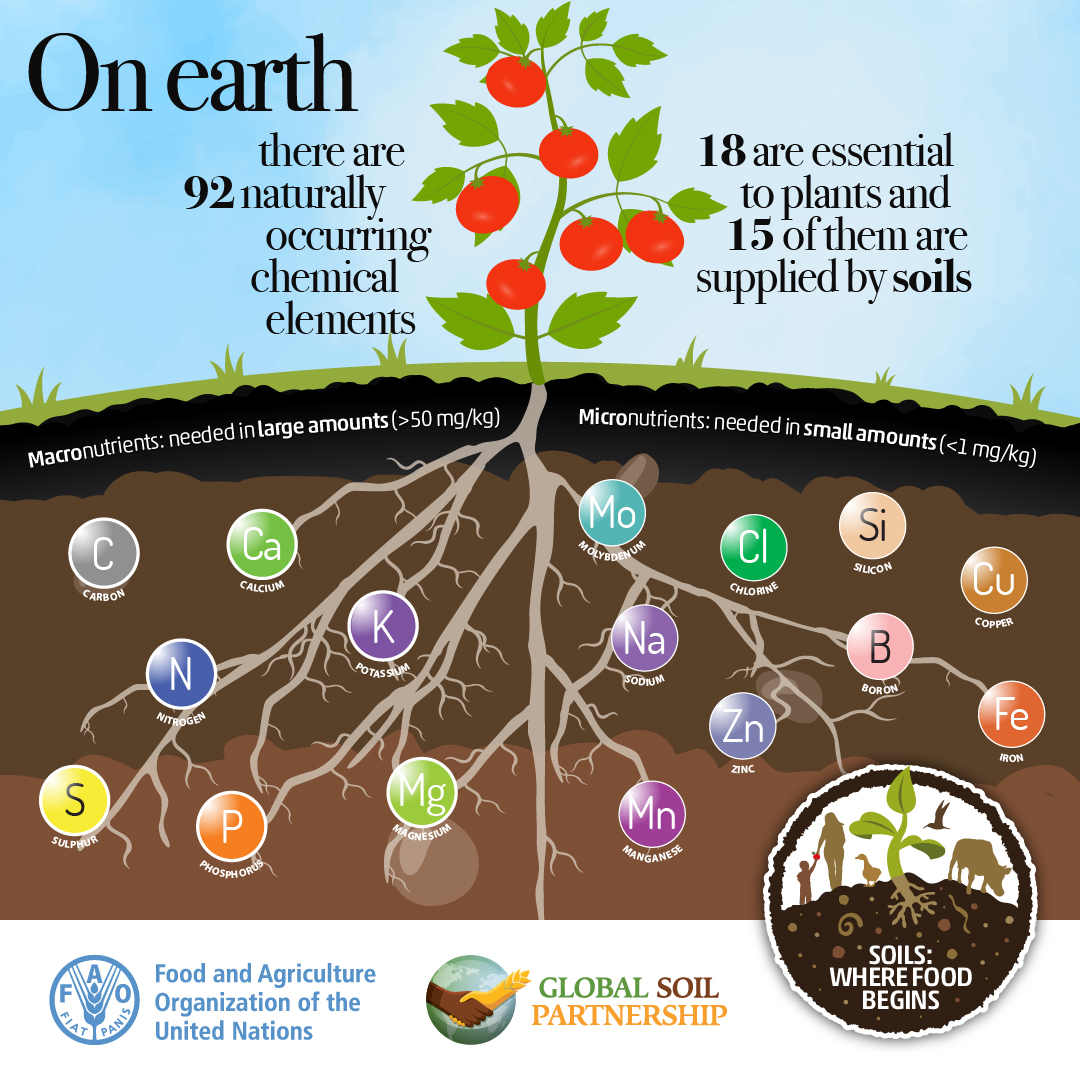 On earth
there are
92 naturally
occurring
chemical
elements
18 are essential
to plants and
15 of them are
supplied by soils
Macronutrients: needed in large amounts (>50 mg/kg)
Micronutrients: needed in small amounts (<1 mg/kg)
C
CARBON
Ca
CALCIUM
K
POTASSIUM
N
NITROGEN
S
SULPHUR
P
PHOSPHORUS
Mg
MAGNESIUM
Mo
MOLYBDENUM
Cl
CHLORINE
Si
SILICON
Cu
COPPER
Na
SODIUM
B
BORON
Zn
ZINC
Fe
IRON
Mn
MANGANESE
SOILS:
WHERE FOOD
BEGINS
F A O
FIAT PANIS
Food and Agriculture
Organization of the
United Nations
GLOBAL SOIL
PARTNERSHIP